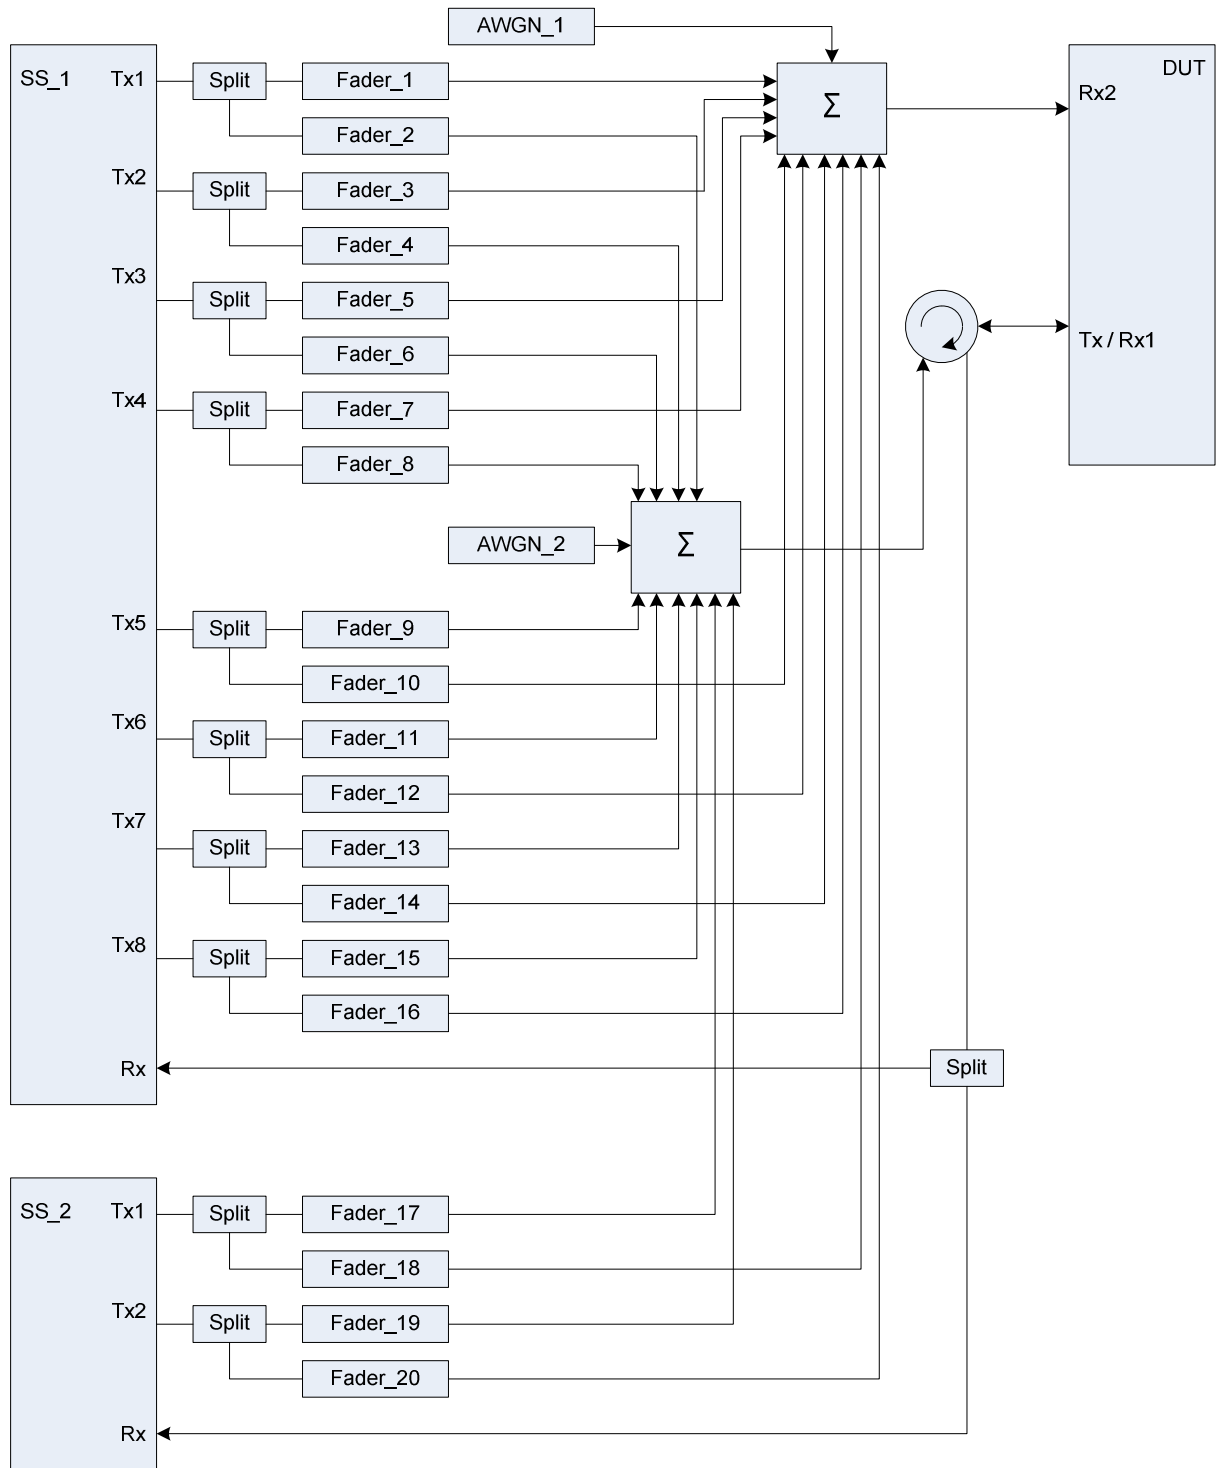 AWGN_1
SS_1
Tx1
Split
Fader_1
Σ
DUT
Rx2
Fader_2
Tx2
Split
Fader_3
Fader_4
Tx3
Split
Fader_5
Fader_6
Tx / Rx1
Tx4
Split
Fader_7
Fader_8
AWGN_2
Σ
Tx5
Split
Fader_9
Fader_10
Tx6
Split
Fader_11
Fader_12
Tx7
Split
Fader_13
Fader_14
Tx8
Split
Fader_15
Fader_16
Rx
Split
SS_2
Tx1
Split
Fader_17
Fader_18
Tx2
Split
Fader_19
Fader_20
Rx